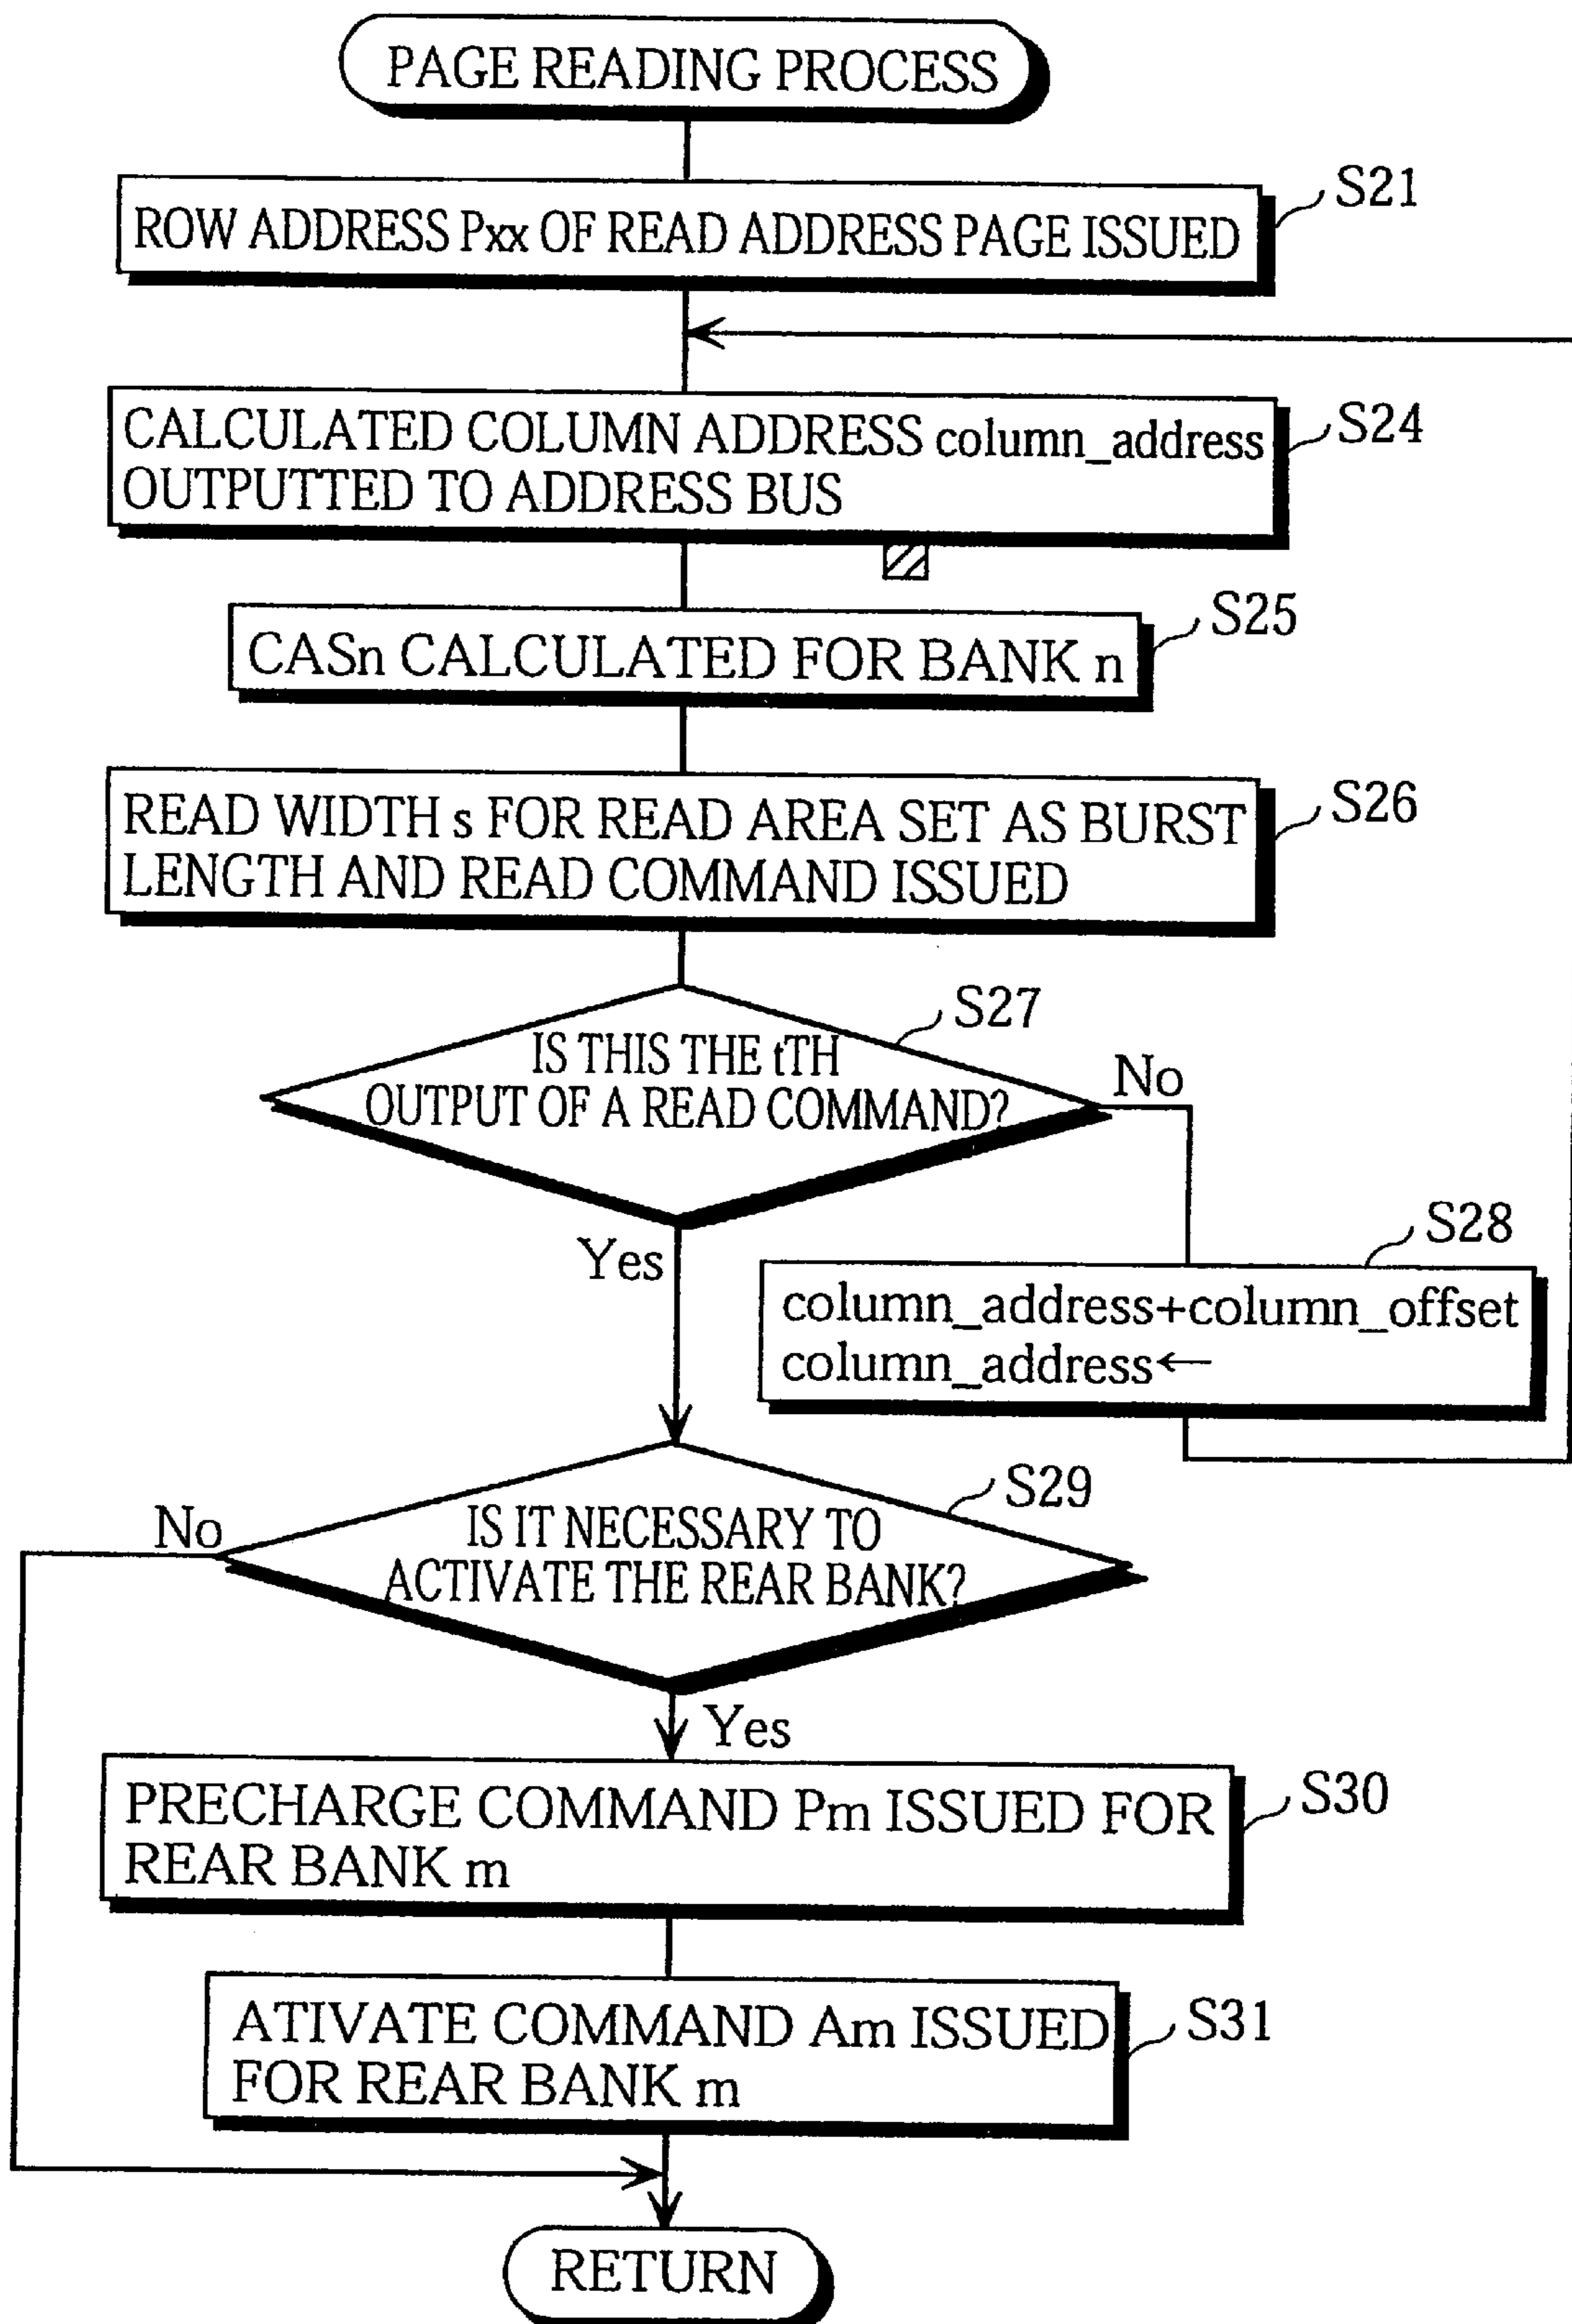 PAGE READING PROCESS
S21
ROW ADDRESS Pxx OF READ ADDRESS PAGE ISSUED
S24
CALCULATED COLUMN ADDRESS column_address
OUTPUTTED TO ADDRESS BUS
S25
CASn CALCULATED FOR BANK n
S26
READ WIDTH s FOR READ AREA SET AS BURST
LENGTH AND READ COMMAND ISSUED
S27
IS THIS THE tTH
OUTPUT OF A READ COMMAND?
No
Yes
S28
column_address+column_offset
column_address←
S29
No
IS IT NECESSARY TO
ACTIVATE THE REAR BANK?
Yes
S30
PRECHARGE COMMAND Pm ISSUED FOR
REAR BANK m
S31
ATIVATE COMMAND Am ISSUED
FOR REAR BANK m
RETURN